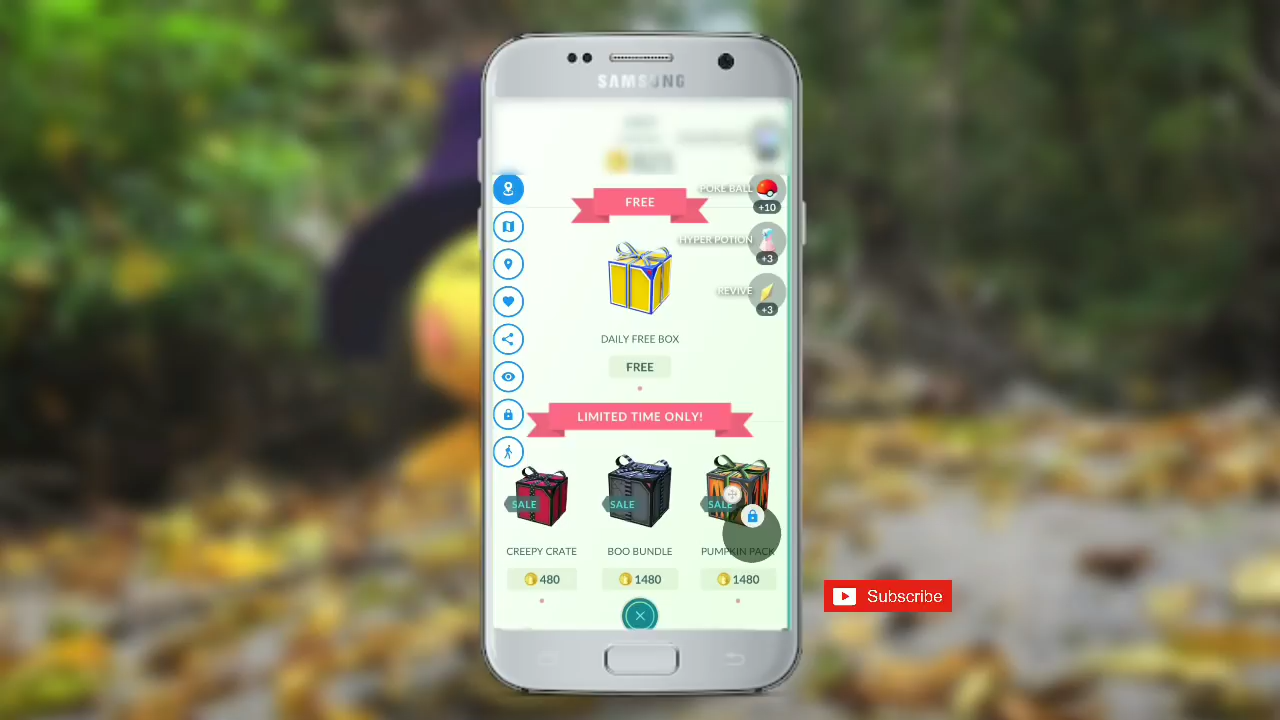 SAMSUNG
FREE
POKE BALL
+10
HYPER POTION
+3
REVIVE
+3
DAILY FREE BOX
FREE
LIMITED TIME ONLY!
SALE
SALE
SALE
CREEPY CRATE
BOO BUNDLE
PUMPKIN PACK
480
1480
1480
Subscribe